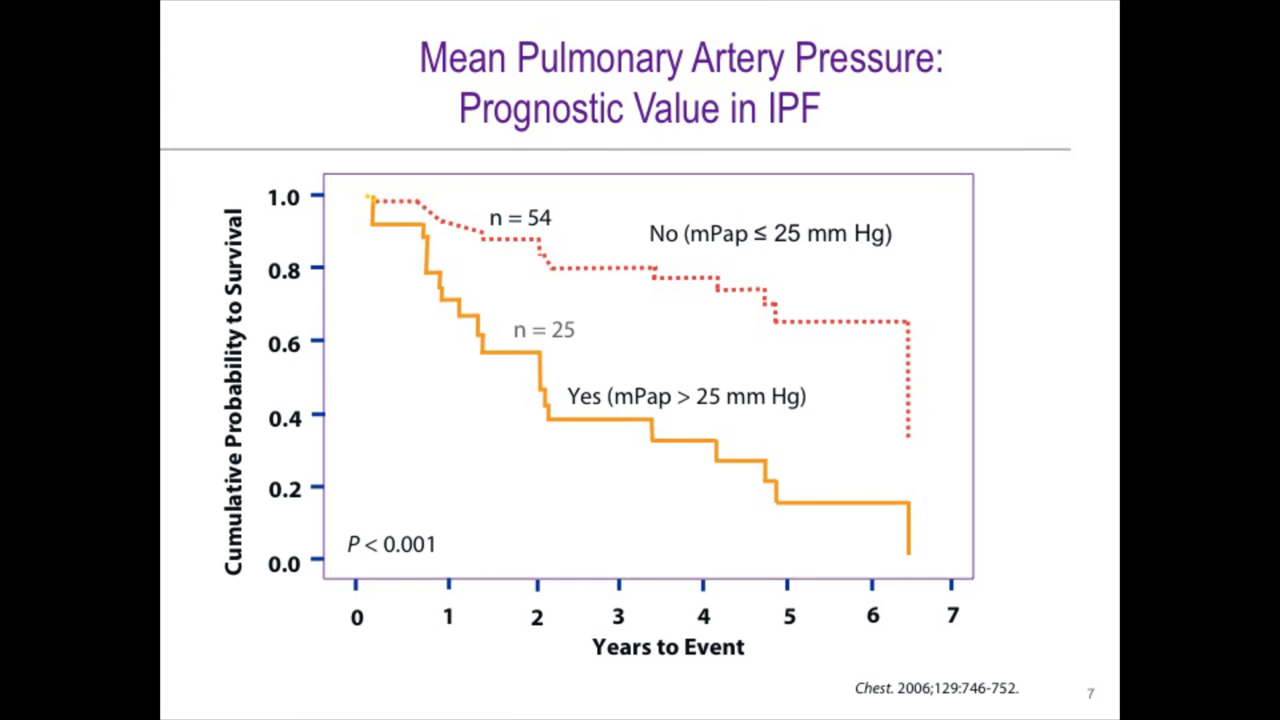 Mean Pulmonary Artery Pressure:
Prognostic Value in IPF
Cumulative Probability to Survival
1.0
0.8
0.6
0.4
0.2
0.0
n = 54
No (mPap ≤ 25 mm Hg)
n = 25
Yes (mPap > 25 mm Hg)
P < 0.001
0 1 2 3 4 5 6 7
Years to Event
Chest. 2006;129:746-752.
7